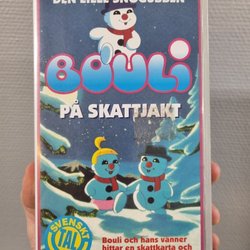 DEN LILLE SNÖGUBBEN
BOULI
PÅ SKATTJAKT
SVENSKT
TAL
Bouli och hans vänner
hittar en skattkarta och